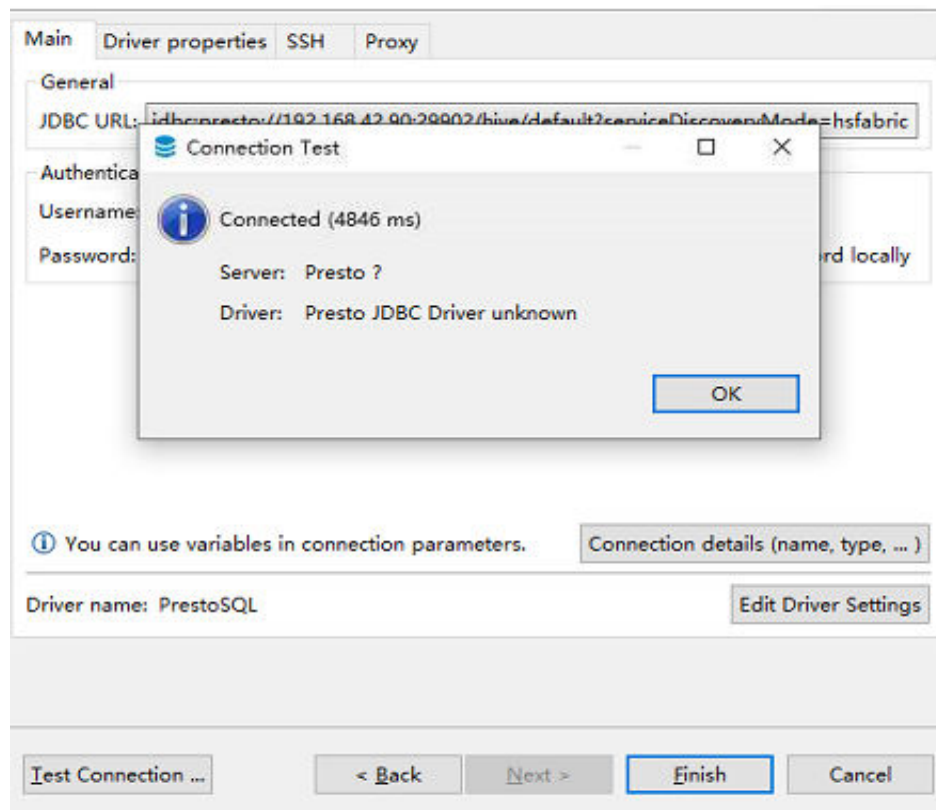 Main Driver properties SSH Proxy
General
JDBC URL: jdbc:presto://192.168.42.90:29902/hive/default?serviceDiscoveryMode=hsfabric
Connection Test
Authentica
Username
Connected (4846 ms)
Password:
rd locally
Server: Presto ?
Driver: Presto JDBC Driver unknown
OK
You can use variables in connection parameters. Connection details (name, type, ... )
Driver name: PrestoSQL Edit Driver Settings
Test Connection ... < Back Next > Finish Cancel